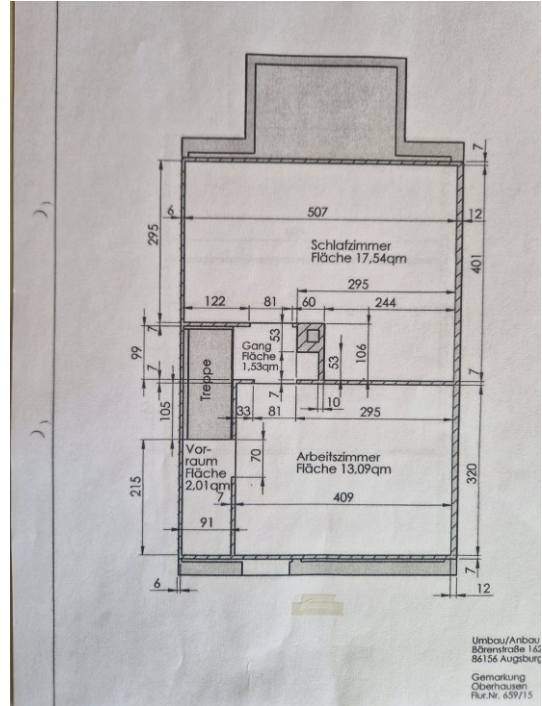 7
6
507
12
295
Schlafzimmer
Fläche 17,54qm
401
295
122
81
60
244
7
53
Gang
Fläche
1,53qm
99
53
106
Treppe
7
7
7
10
105
33
81
295
Vor-
raum
Fläche
2,01qm
70
Arbeitszimmer
Fläche 13,09qm
320
215
7
409
91
7
6
12
Umbau/Anbau
Bärenstraße 162
86156 Augsburg
Gemarkung
Oberhausen
Flur.Nr. 659/15